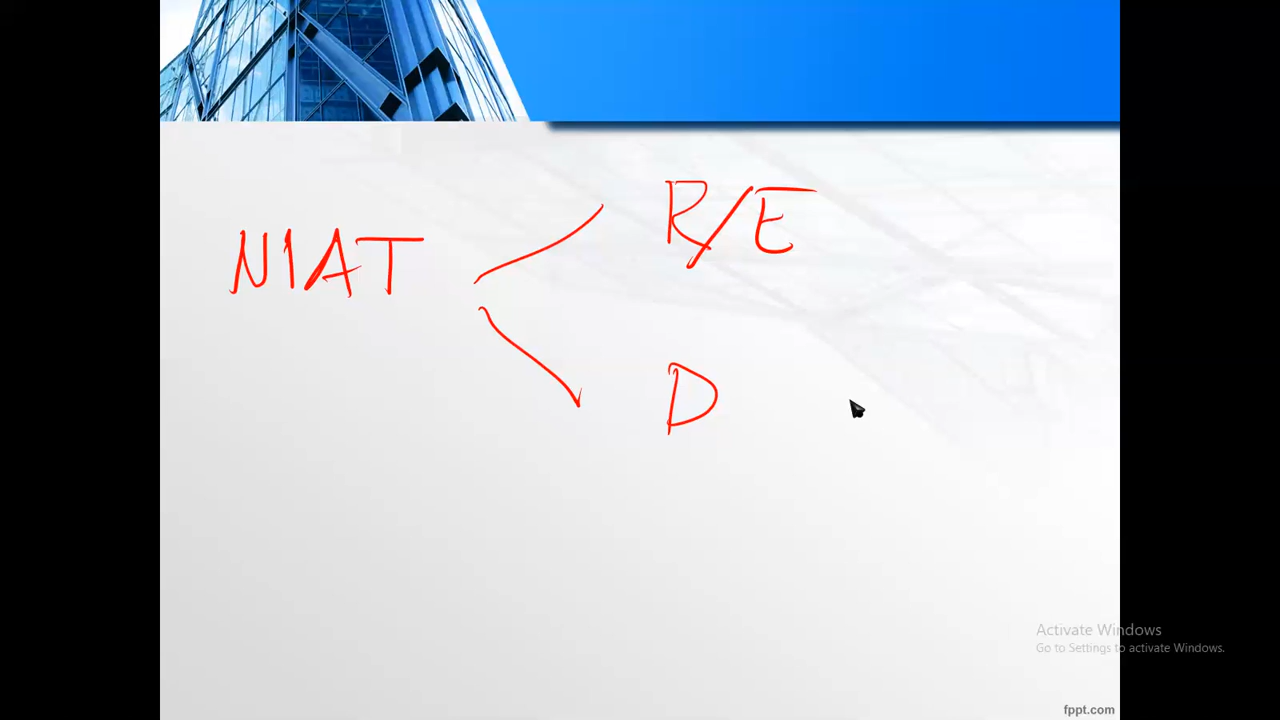 R/E
NIAT
D
Activate Windows
Go to Settings to activate Windows.
fppt.com